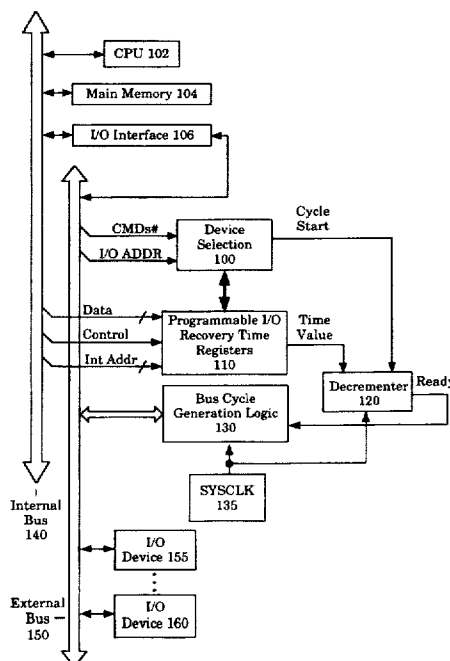 CPU 102
Main Memory 104
I/O Interface 106
CMDs#
I/O ADDR
Device
Selection
100
Cycle
Start
Data
Control
Int Addr
Programmable I/O
Recovery Time
Registers
110
Time
Value
Decrementer
120
Ready
Bus Cycle
Generation Logic
130
SYSCLK
135
Internal
Bus
140
I/O
Device 155
I/O
Device 160
External
Bus
150